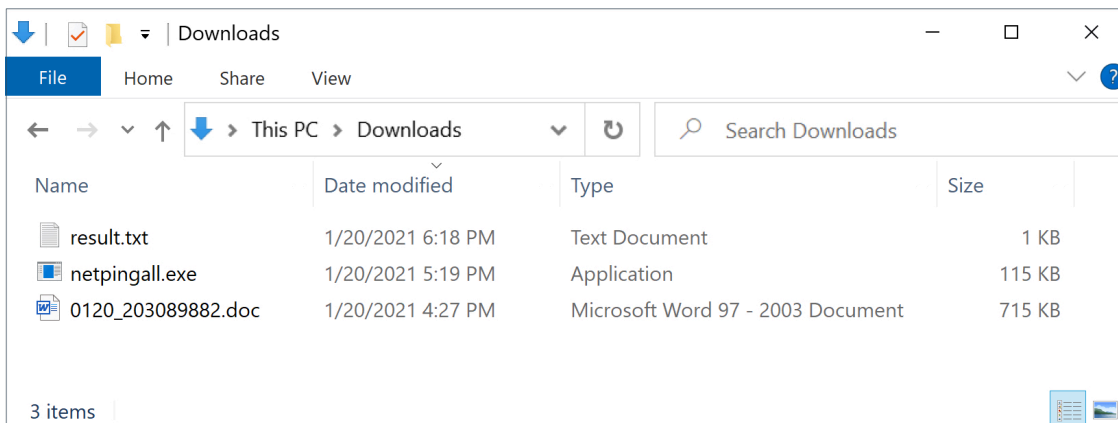 Downloads
File Home Share View ?
This PC Downloads Search Downloads
Name Date modified Type Size
result.txt 1/20/2021 6:18 PM Text Document 1 KB
netpingall.exe 1/20/2021 5:19 PM Application 115 KB
0120_203089882.doc 1/20/2021 4:27 PM Microsoft Word 97 - 2003 Document 715 KB
3 items